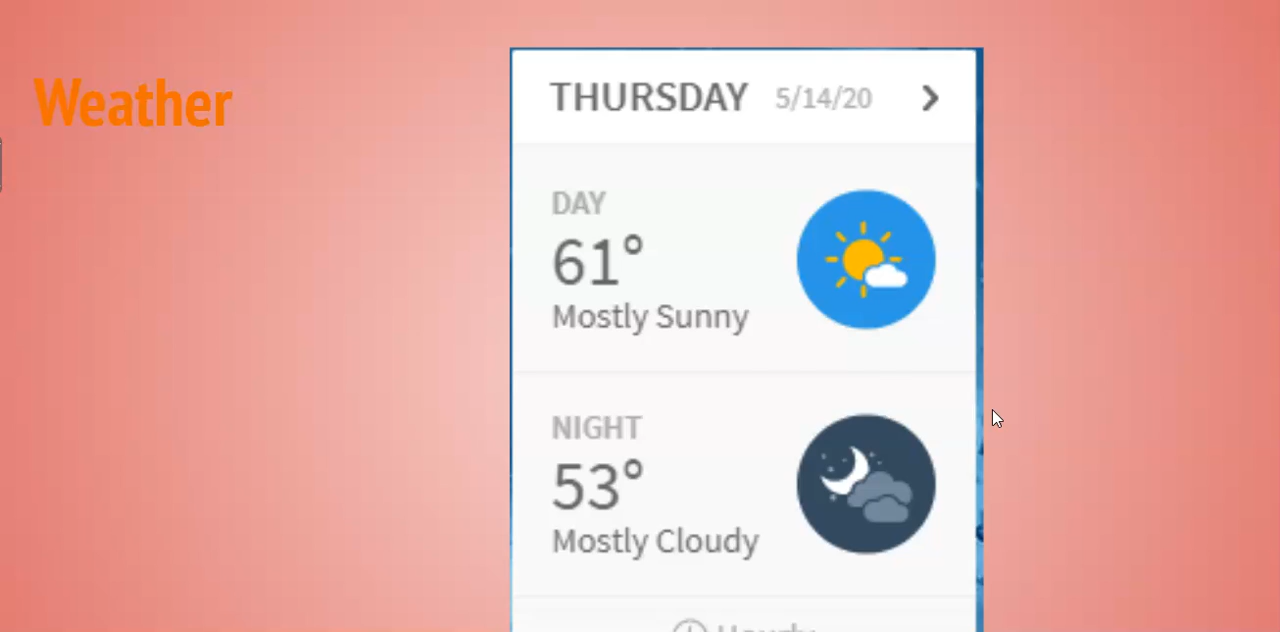 Weather
THURSDAY 5/14/20
DAY
61°
Mostly Sunny
NIGHT
53°
Mostly Cloudy